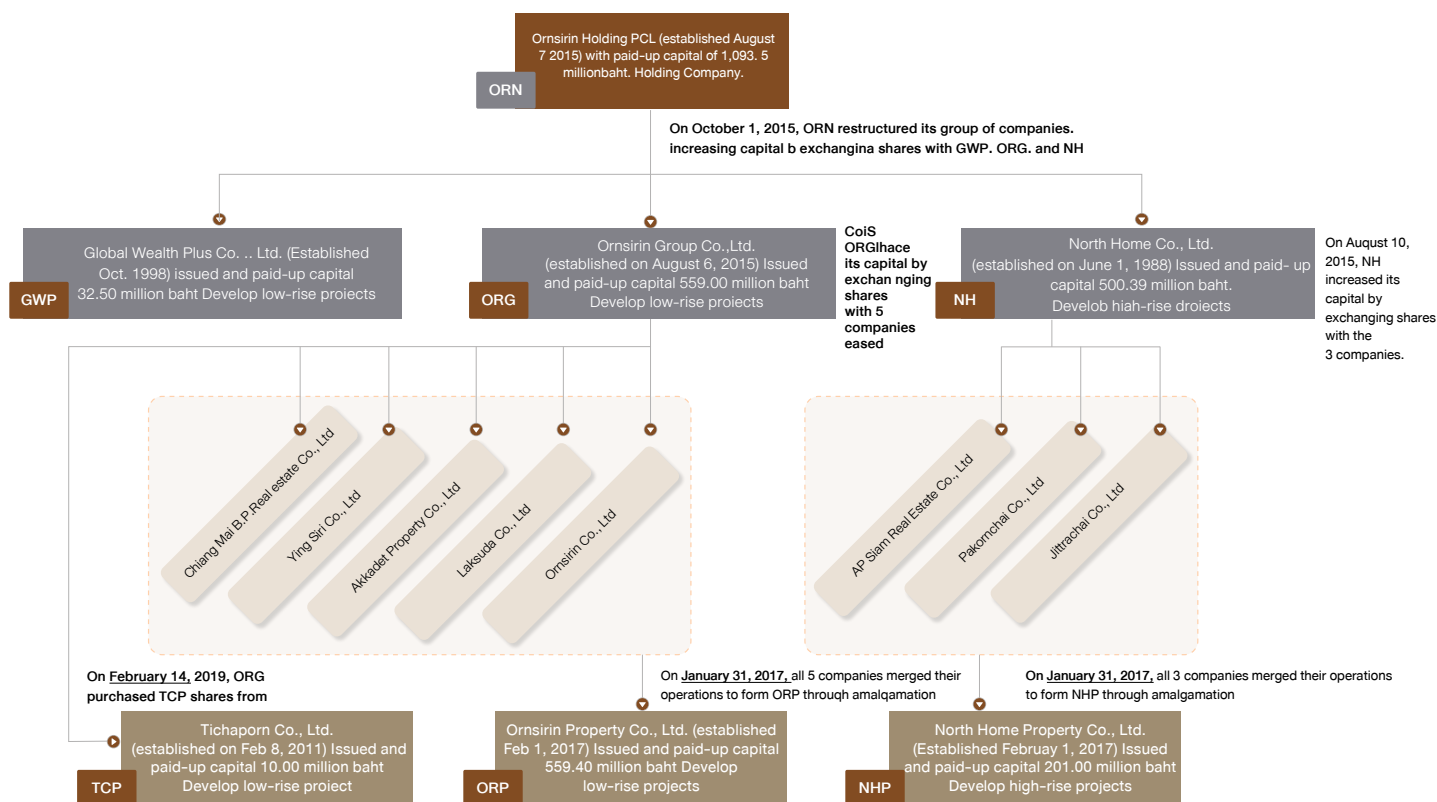 Ornsirin Holding PCL (established August
7 2015) with paid-up capital of 1,093. 5
millionbaht. Holding Company.
ORN
On October 1, 2015, ORN restructured its group of companies.
increasing capital b exchangina shares with GWP. ORG. and NH
Global Wealth Plus Co. .. Ltd. (Established
Oct. 1998) issued and paid-up capital
32.50 million baht Develop low-rise proiects
GWP
Ornsirin Group Co.,Ltd.
(established on August 6, 2015) Issued
and paid-up capital 559.00 million baht
Develop low-rise proiects
ORG
CoiS
ORGIhace
its capital by
exchan nging
shares
with 5
companies
eased
North Home Co., Ltd.
(established on June 1, 1988) Issued and paid- up
capital 500.39 million baht.
Develob hiah-rise droiects
NH
On Auqust 10,
2015, NH
increased its
capital by
exchanging shares
with the
3 companies.
Chiang Mai B.P.Real estate Co., Ltd
Ying Siri Co., Ltd
Akkadet Property Co., Ltd
Laksuda Co., Ltd
Ornsirin Co., Ltd
AP Siam Real Estate Co., Ltd
Pakornchai Co., Ltd
Jittrachai Co., Ltd
On February 14, 2019, ORG
purchased TCP shares from
On January 31, 2017, all 5 companies merged their
operations to form ORP throuqh amalqamation
On January 31, 2017, all 3 companies merged their operations
to form NHP through amalgamation
Tichaporn Co., Ltd.
(established on Feb 8, 2011) Issued and
paid-up capital 10.00 million baht
Develop low-rise proiect
TCP
Ornsirin Property Co., Ltd. (established
Feb 1, 2017) Issued and paid-up capital
559.40 million baht Develop
low-rise projects
ORP
North Home Property Co., Ltd.
(Established Februay 1, 2017) Issued
and paid-up capital 201.00 million baht
Develop high-rise projects
NHP